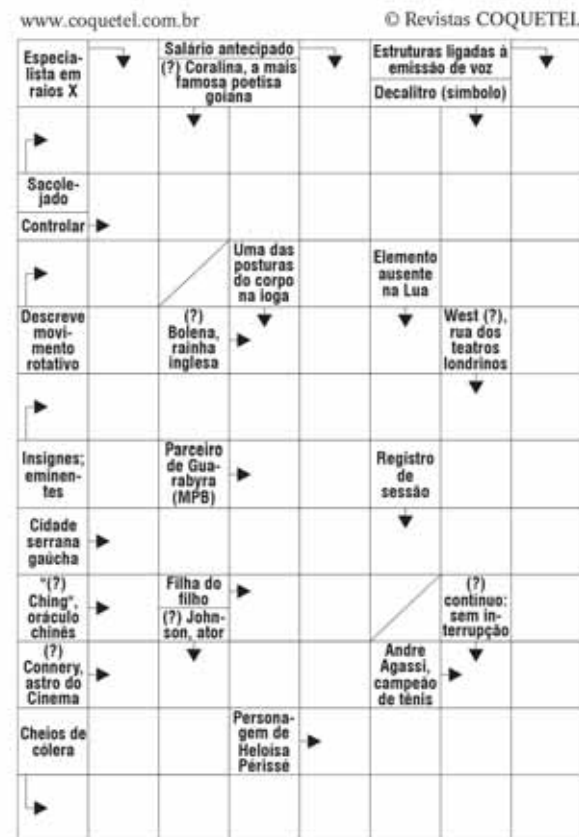 www.coquetel.com.br
© Revistas COQUETEL
Especia-
lista em
raios X
Salário antecipado
(?) Coralina, a mais
famosa poetisa
goiana
Estruturas ligadas à
emissão de voz
Decalitro (símbolo)
Sacole-
jado
Controlar
Uma das
posturas
do corpo
na ioga
Elemento
ausente
na Lua
Descreve
movi-
mento
rotativo
(?)
Bolena,
rainha
inglesa
West (?),
rua dos
teatros
londrinos
Insignes;
eminen-
tes
Parceiro
de Gua-
rabyra
(MPB)
Registro
de
sessão
Cidade
serrana
gaúcha
"(?)
Ching",
oráculo
chinês
Filha do
filho
(?) John-
son, ator
(?)
contínuo:
sem in-
terrupção
(?)
Connery,
astro do
Cinema
Andre
Agassi,
campeão
de tênis
Cheios de
cólera
Persona-
gem de
Heloísa
Périssé